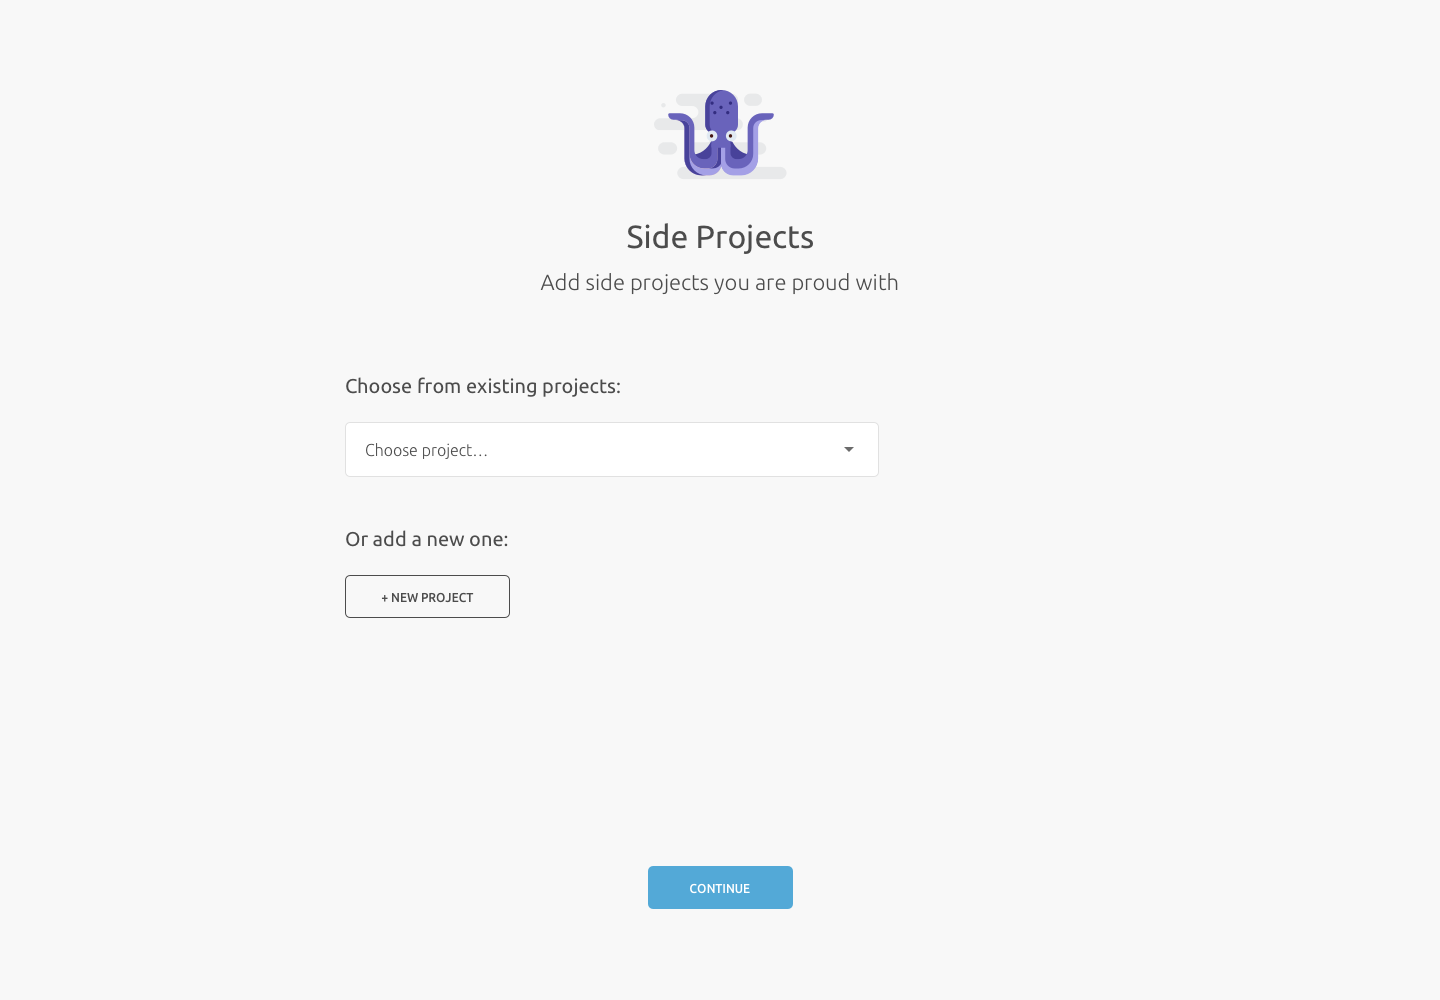 Side Projects
Add side projects you are proud with
Choose from existing projects:
Choose project...
Or add a new one:
+ NEW PROJECT
CONTINUE